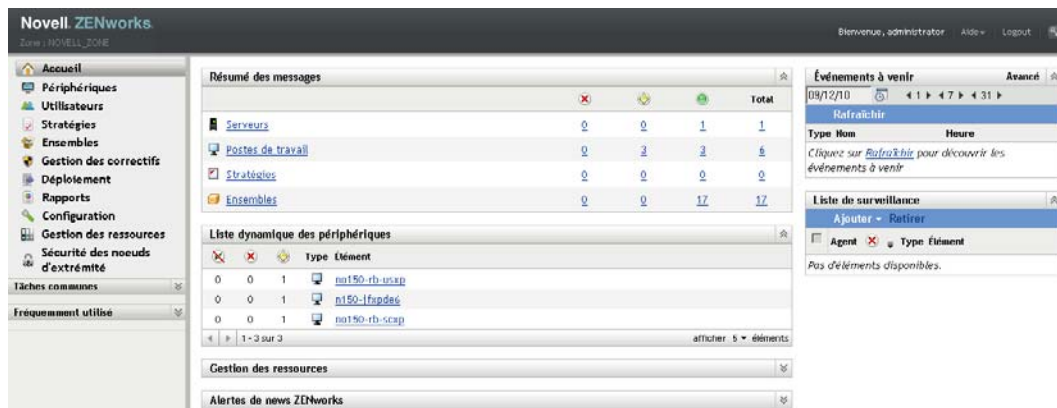 Novell ZENworks
Zone : NOVELL_ZONE
Bienvenue, administrator Aide Logout
Accueil
Périphériques
Utilisateurs
Stratégies
Ensembles
Gestion des correctifs
Déploiement
Rapports
Configuration
Gestion des ressources
Sécurité des noeuds
d'extrémité
Tâches communes
Fréquemment utilisé
Résumé des messages
Total
Serveurs 0 0 1 1
Postes de travail 0 3 3 6
Stratégies 0 0 0 0
Ensembles 0 0 17 17
Liste dynamique des périphériques
Type Élément
0 0 1 no150-rb-usxp
0 0 1 n150-jfxpde6
0 0 1 no150-rb-scxp
1 - 3 sur 3 afficher 5 éléments
Gestion des ressources
Alertes de news ZENworks
Événements à venir Avancé
09/12/10 1 7 31
Rafraîchir
Type Nom Heure
Cliquez sur Rafraîchir pour découvrir les
événements à venir
Liste de surveillance
Ajouter Retirer
Agent Type Élément
Pas d'éléments disponibles.